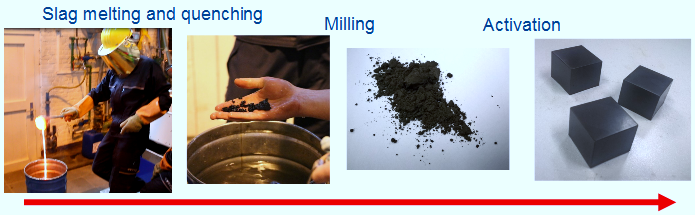 Slag melting and quenching
Milling
Activation